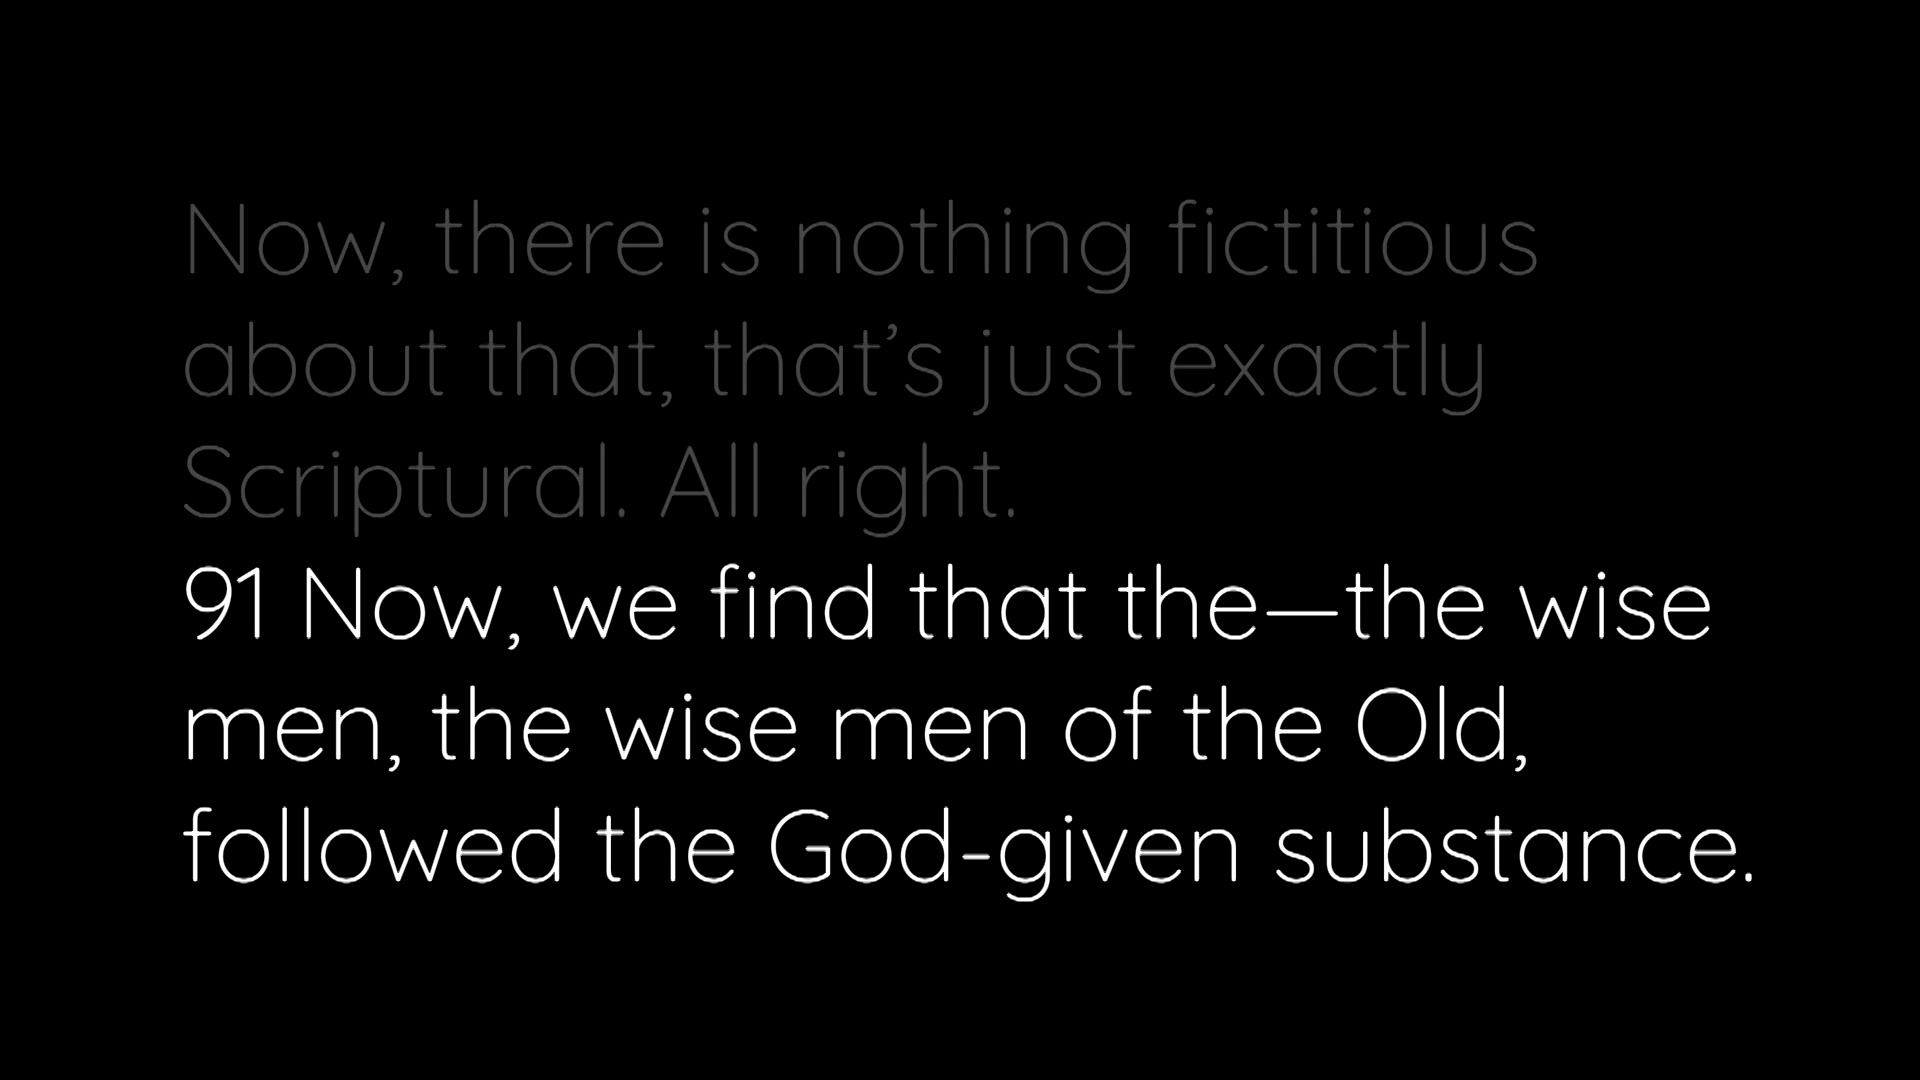 Now, there is nothing fictitious
about that, that’s just exactly
Scriptural. All right.
91 Now, we find that the—the wise
men, the wise men of the Old,
followed the God-given substance.